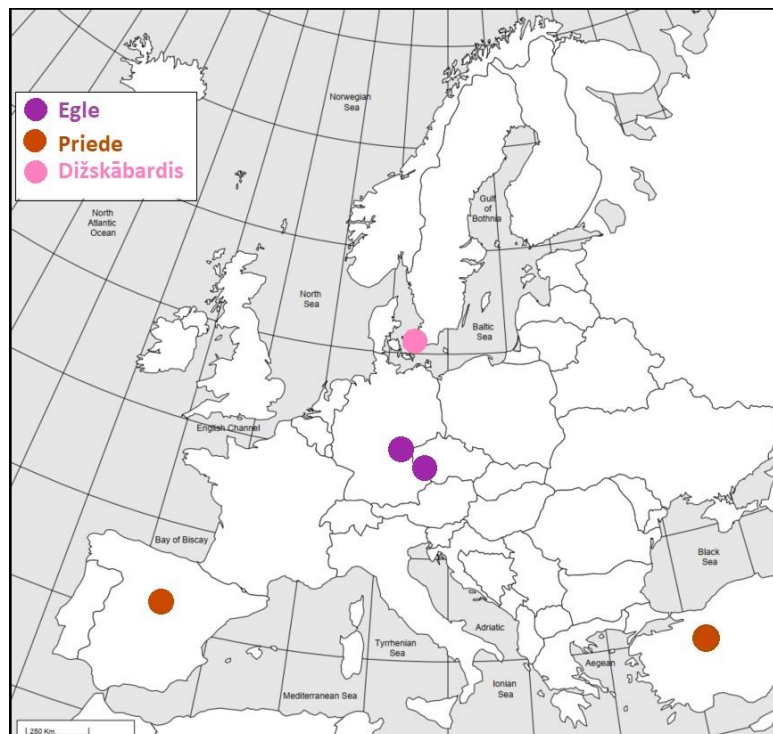 Norwegian
Sea
Egle
Priede
Dižskābardis
North
Atlantic
Ocean
Gulf
of
Bothnia
North
Sea
Baltic
Sea
English Channel
Bay of Biscay
Black
Sea
Adriatic
Tyrrhenian
Sea
Aegean
Ionian
Sea
Mediterranean Sea
250 Km